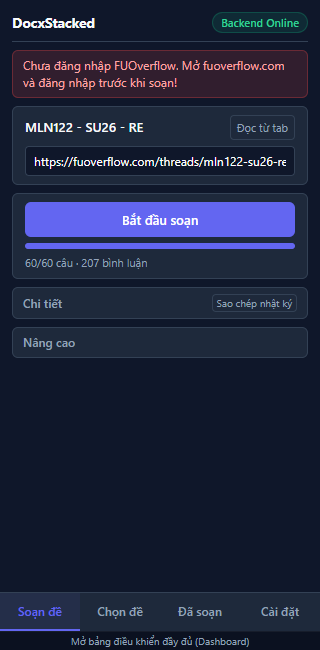 DocxStacked
Backend Online
Chưa đăng nhập FUOverflow. Mở fuoverflow.com
và đăng nhập trước khi soạn!
MLN122 - SU26 - RE
Đọc từ tab
https://fuoverflow.com/threads/mln122-su26-re
Bắt đầu soạn
60/60 câu · 207 bình luận
Chi tiết
Sao chép nhật ký
Nâng cao
Soạn đề
Chọn đề
Đã soạn
Cài đặt
Mở bảng điều khiển đầy đủ (Dashboard)